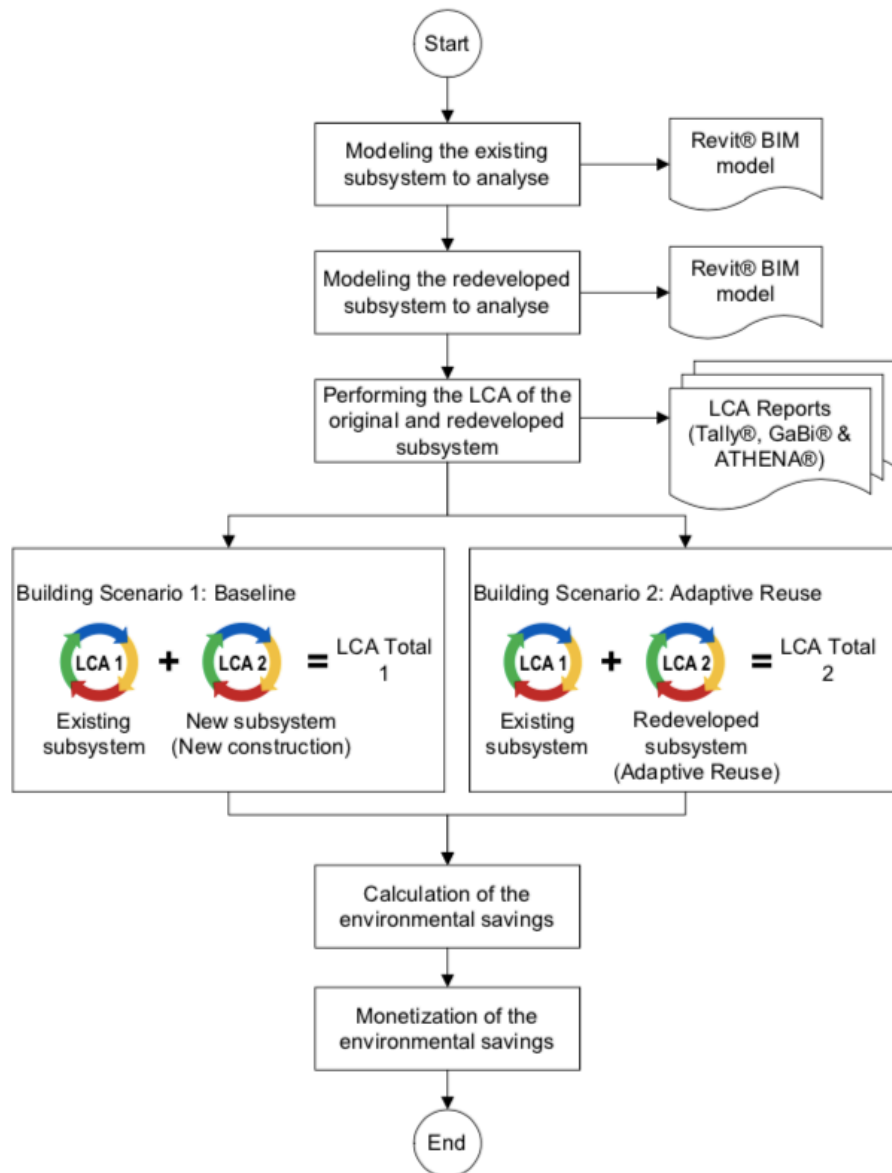 Start
Modeling the existing
subsystem to analyse
Revit® BIM
model
Modeling the redeveloped
subsystem to analyse
Revit® BIM
model
Performing the LCA of the
original and redeveloped
subsystem
LCA Reports
(Tally®, GaBi® &
ATHENA®)
Building Scenario 1: Baseline
LCA 1
+
LCA 2
=
LCA Total
1
Existing
subsystem
New subsystem
(New construction)
Building Scenario 2: Adaptive Reuse
LCA 1
+
LCA 2
=
LCA Total
2
Existing
subsystem
Redeveloped
subsystem
(Adaptive Reuse)
Calculation of the
environmental savings
Monetization of the
environmental savings
End